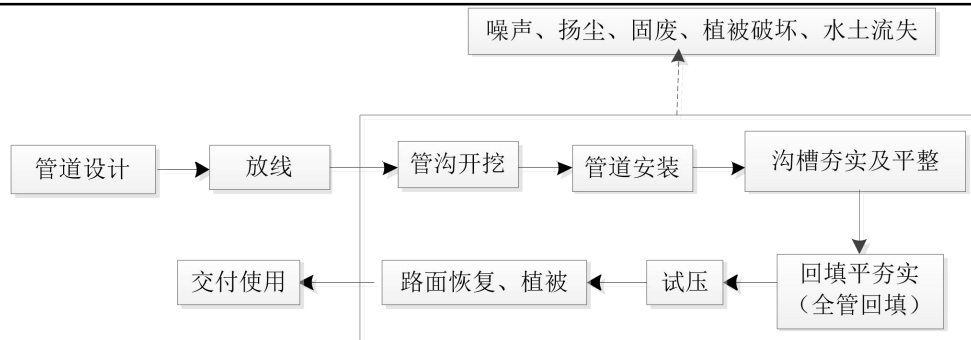 噪声、扬尘、固废、植被破坏、水土流失
管道设计
放线
管沟开挖
管道安装
沟槽夯实及平整
回填平夯实
（全管回填）
试压
路面恢复、植被
交付使用